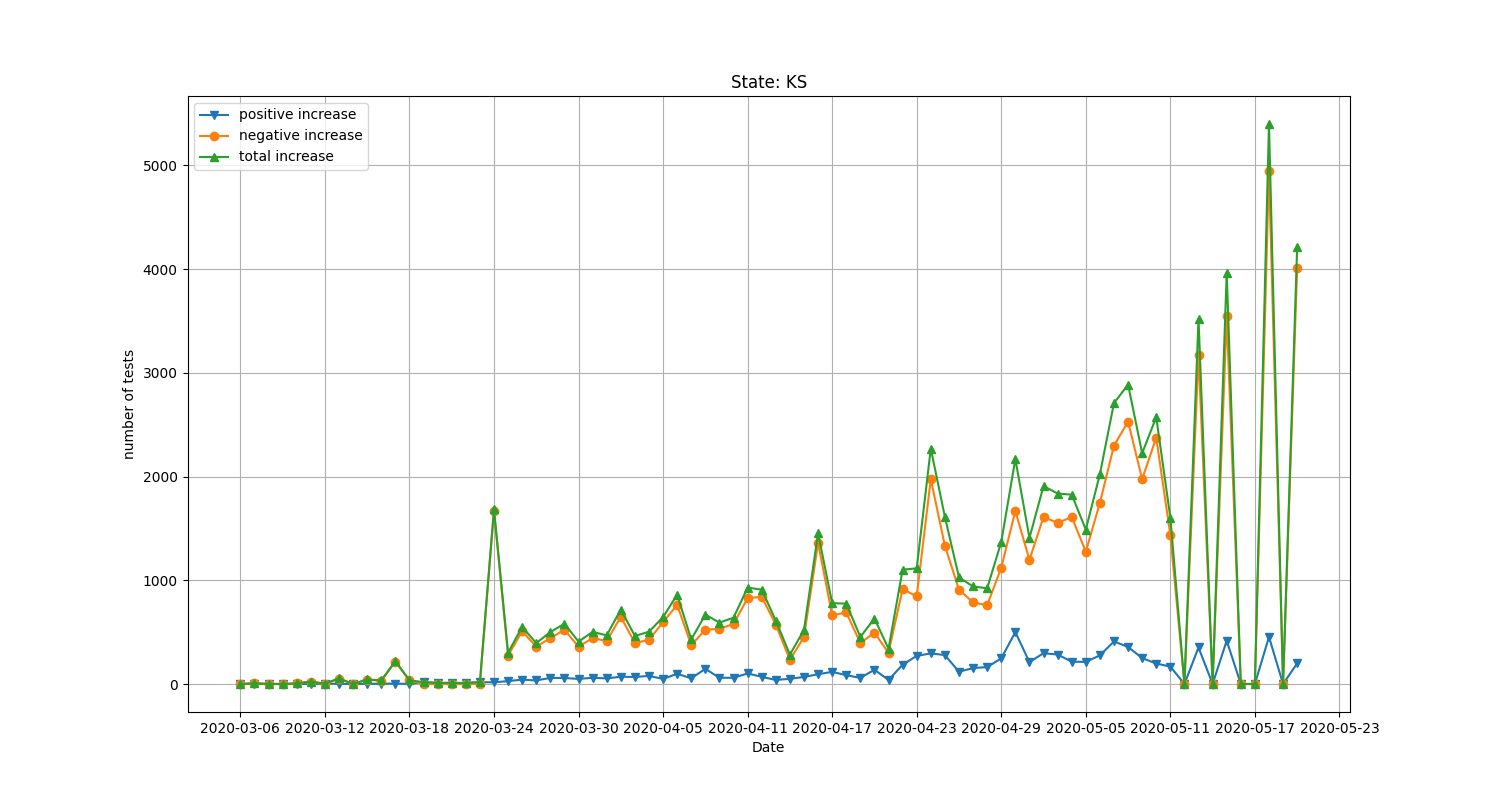 State: KS
positive increase
negative increase
total increase
5000
4000
3000
2000
1000
0
number of tests
2020-03-06 2020-03-12 2020-03-18 2020-03-24 2020-03-30 2020-04-05 2020-04-11 2020-04-17 2020-04-23 2020-04-29 2020-05-05 2020-05-11 2020-05-17 2020-05-23
Date